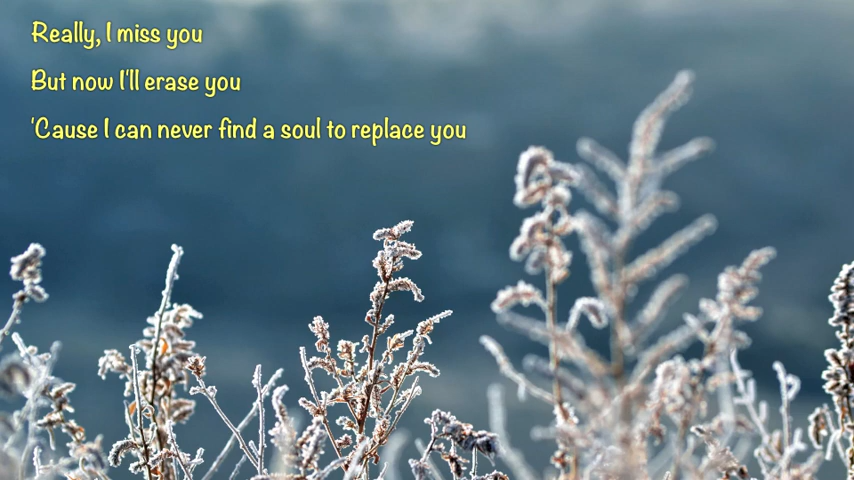 Really, I miss you
But now I'll erase you
'Cause I can never find a soul to replace you